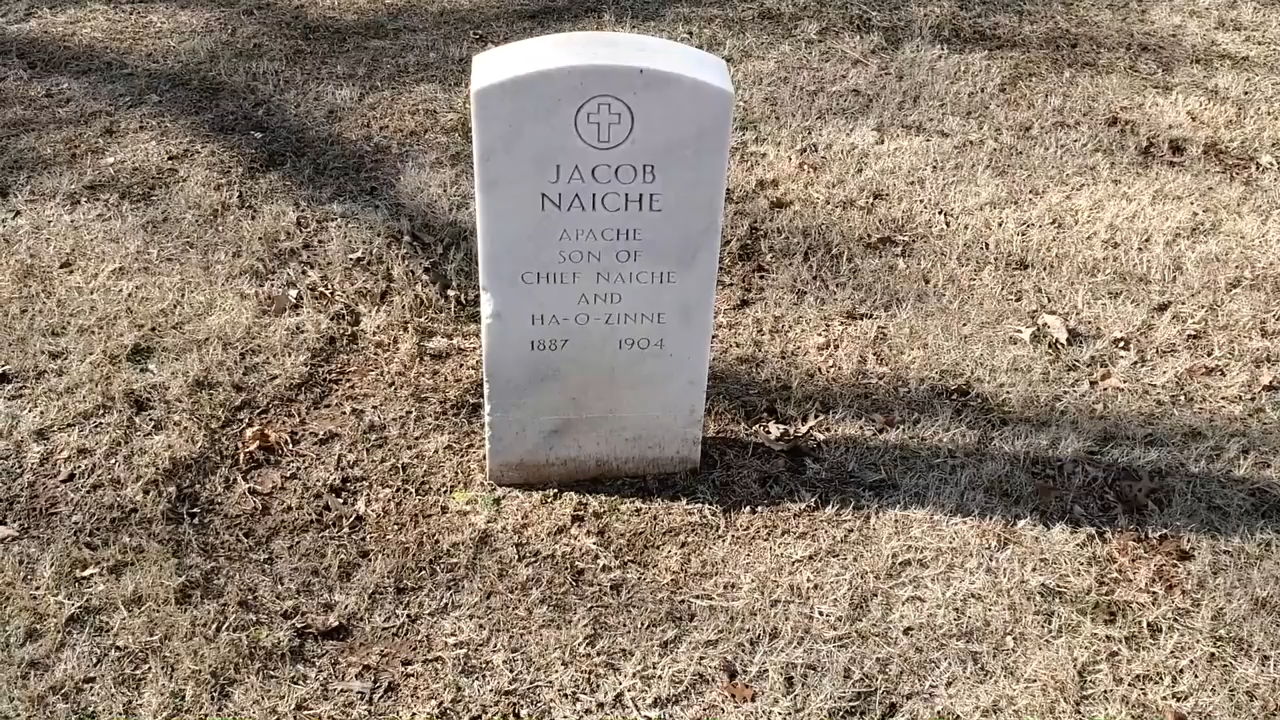 JACOB
NAICHE
APACHE
SON OF
CHIEF NAICHE
AND
HA-O-ZINNE
1887 1904